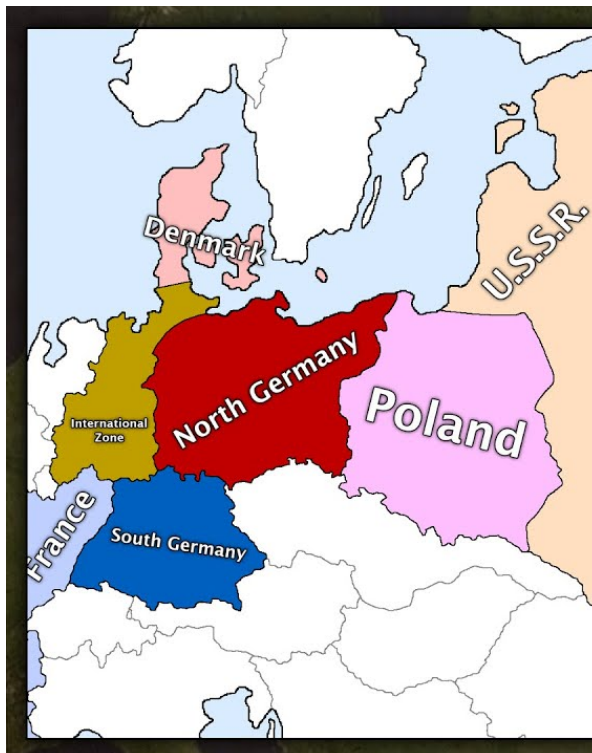 Denmark
U.S.S.R.
North Germany
Poland
International
Zone
France
South Germany